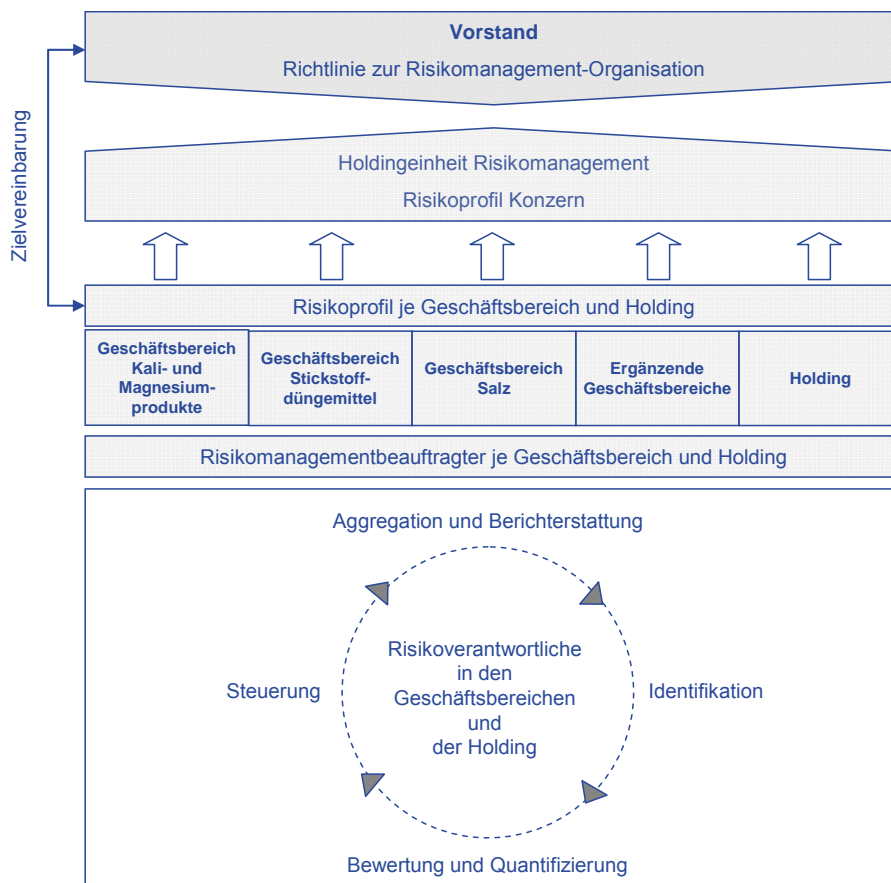 Vorstand
Richtlinie zur Risikomanagement-Organisation
Zielvereinbarung
Holdingeinheit Risikomanagement
Risikoprofil Konzern
Risikoprofil je Geschäftsbereich und Holding
Geschäftsbereich
Kali- und
Magnesium-
produkte
Geschäftsbereich
Stickstoff-
düngemittel
Geschäftsbereich
Salz
Ergänzende
Geschäftsbereiche
Holding
Risikomanagementbeauftragter je Geschäftsbereich und Holding
Aggregation und Berichterstattung
Risikoverantwortliche
in den
Geschäftsbereichen
und
der Holding
Steuerung
Identifikation
Bewertung und Quantifizierung